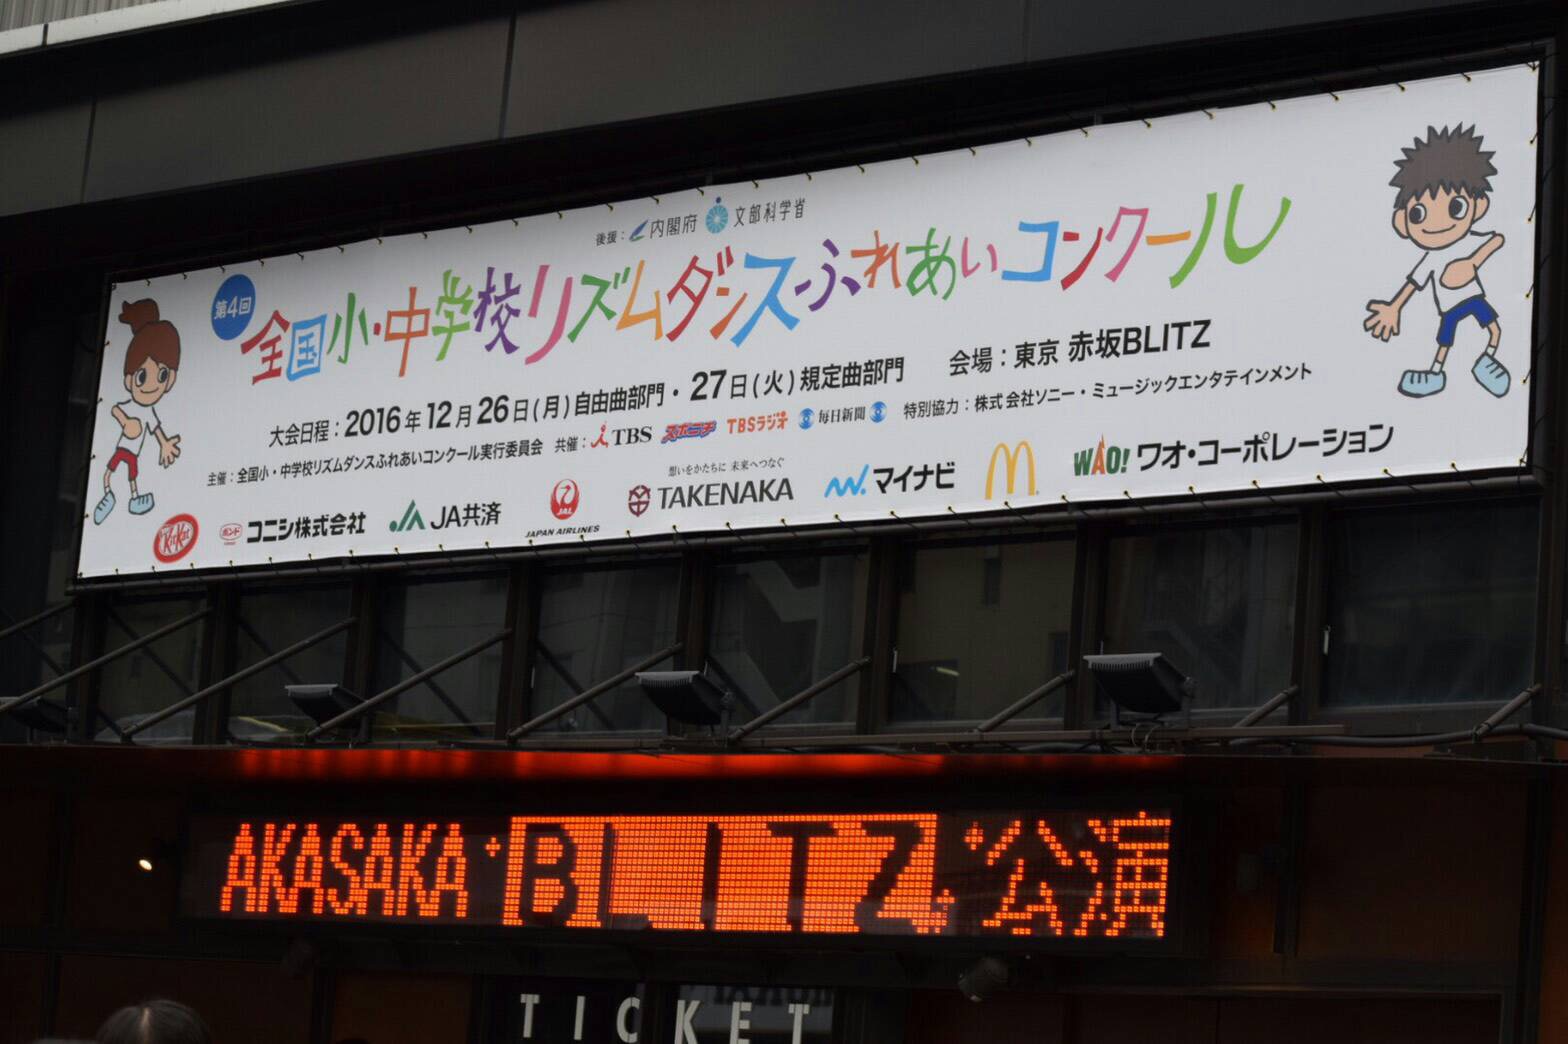 後援： 内閣府 文部科学省
第4回
全国小・中学校リズムダンスふれあいコンクール
大会日程：2016年12月26日(月)自由曲部門・27日(火)規定曲部門 会場：東京 赤坂BLITZ
主催：全国小・中学校リズムダンスふれあいコンクール実行委員会 共催： TBS スポニチ TBSラジオ 毎日新聞 特別協力：株式会社ソニー・ミュージックエンタテインメント
KitKat ボンド コニシ株式会社 JA共済 JAL JAPAN AIRLINES 想いをかたちに 未来へつなぐ TAKENAKA マイナビ WAO! ワオ・コーポレーション
AKASAKA BLITZ 公演
TICKET